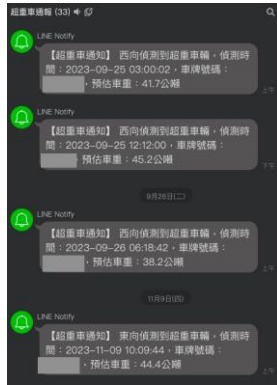 超重車通報 (33)
LINE Notify
【超重車通知】 西向偵測到超重車輛，偵測時
間：2023-09-25 03:00:02，車牌號碼：
，預估車重：41.7公噸
上午
LINE Notify
【超重車通知】 西向偵測到超重車輛，偵測時
間：2023-09-25 12:12:00，車牌號碼：
，預估車重：45.2公噸
下午
9月26日(二)
LINE Notify
【超重車通知】 西向偵測到超重車輛，偵測時
間：2023-09-26 06:18:42，車牌號碼：
，預估車重：38.2公噸
上午
11月9日(四)
LINE Notify
【超重車通知】 東向偵測到超重車輛，偵測時
間：2023-11-09 10:09:44，車牌號碼：
，預估車重：44.4公噸
上午